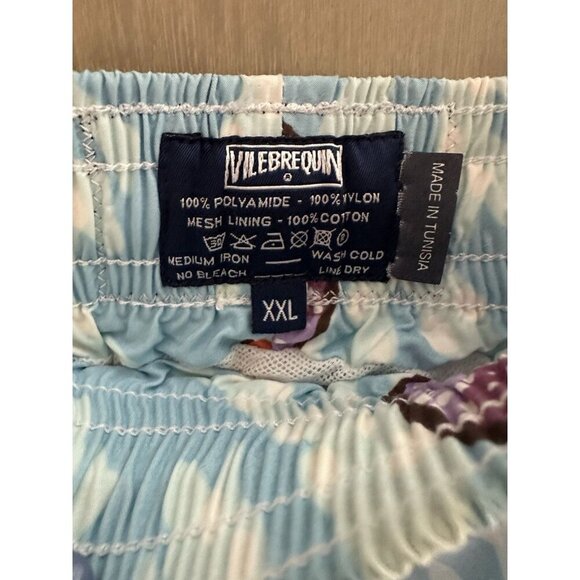 VILEBREQUIN
100% POLYAMIDE - 100% NYLON
MESH LINING - 100% COTTON
30
MEDIUM IRON
WASH COLD
NO BLEACH
LINE DRY
MADE IN TUNISIA
XXL